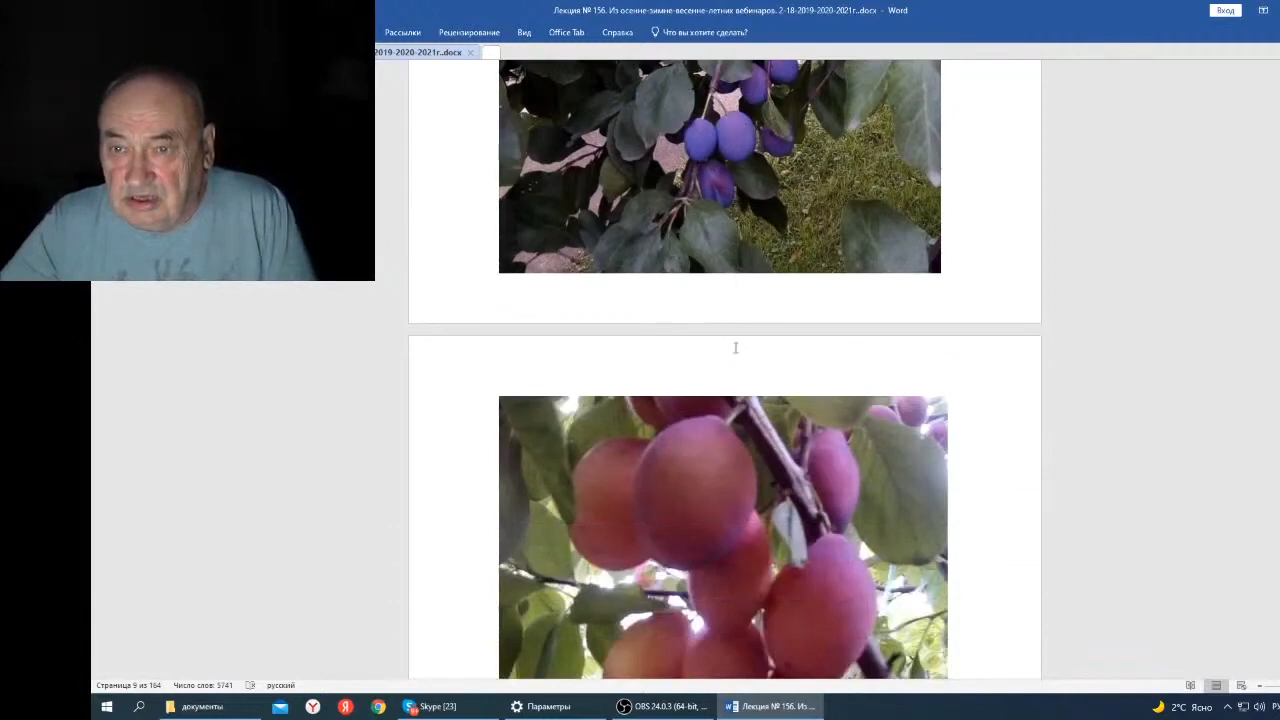 Лекция № 156. Из осенне-зимне-весенне-летних вебинаров. 2-18-2019-2020-2021г..docx - Word
Вход
Рассылки Рецензирование Вид Office Tab Справка Что вы хотите сделать?
2019-2020-2021г..docx
Страница 9 из 164 Число слов: 5741 русский
документы Skype [23] Параметры OBS 24.0.3 (64-bit, ... Лекция № 156. Из ... 2°C Ясно